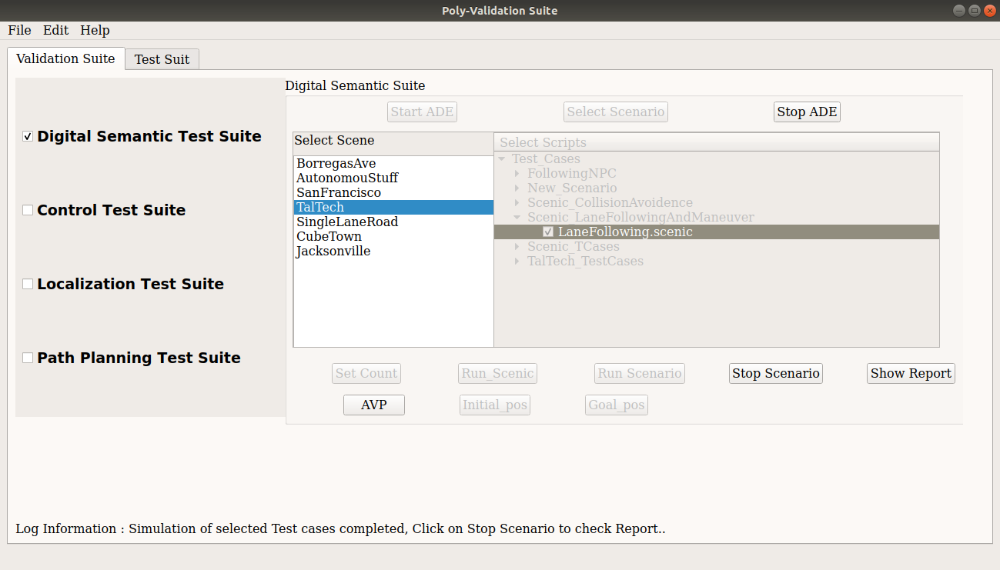 Poly-Validation Suite
File Edit Help
Validation Suite Test Suit
Digital Semantic Test Suite
Control Test Suite
Localization Test Suite
Path Planning Test Suite
Digital Semantic Suite
Start ADE Select Scenario Stop ADE
Select Scene
BorregasAve
AutonomouStuff
SanFrancisco
TalTech
SingleLaneRoad
CubeTown
Jacksonville
Select Scripts
Test_Cases
FollowingNPC
New_Scenario
Scenic_CollisionAvoidence
Scenic_LaneFollowingAndManeuver
LaneFollowing.scenic
Scenic_TCases
TalTech_TestCases
Set Count Run_Scenic Run Scenario Stop Scenario Show Report
AVP Initial_pos Goal_pos
Log Information : Simulation of selected Test cases completed, Click on Stop Scenario to check Report..